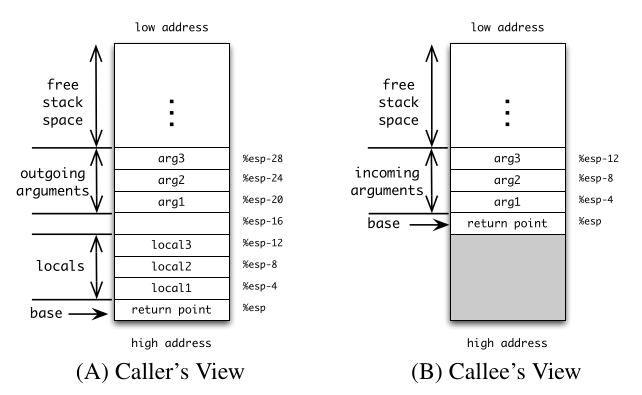 low address
free
stack
space
outgoing
arguments
arg3 %esp-28
arg2 %esp-24
arg1 %esp-20
%esp-16
locals
local3 %esp-12
local2 %esp-8
local1 %esp-4
base return point %esp
high address
(A) Caller's View
low address
free
stack
space
incoming
arguments
arg3 %esp-12
arg2 %esp-8
arg1 %esp-4
base return point %esp
high address
(B) Callee's View